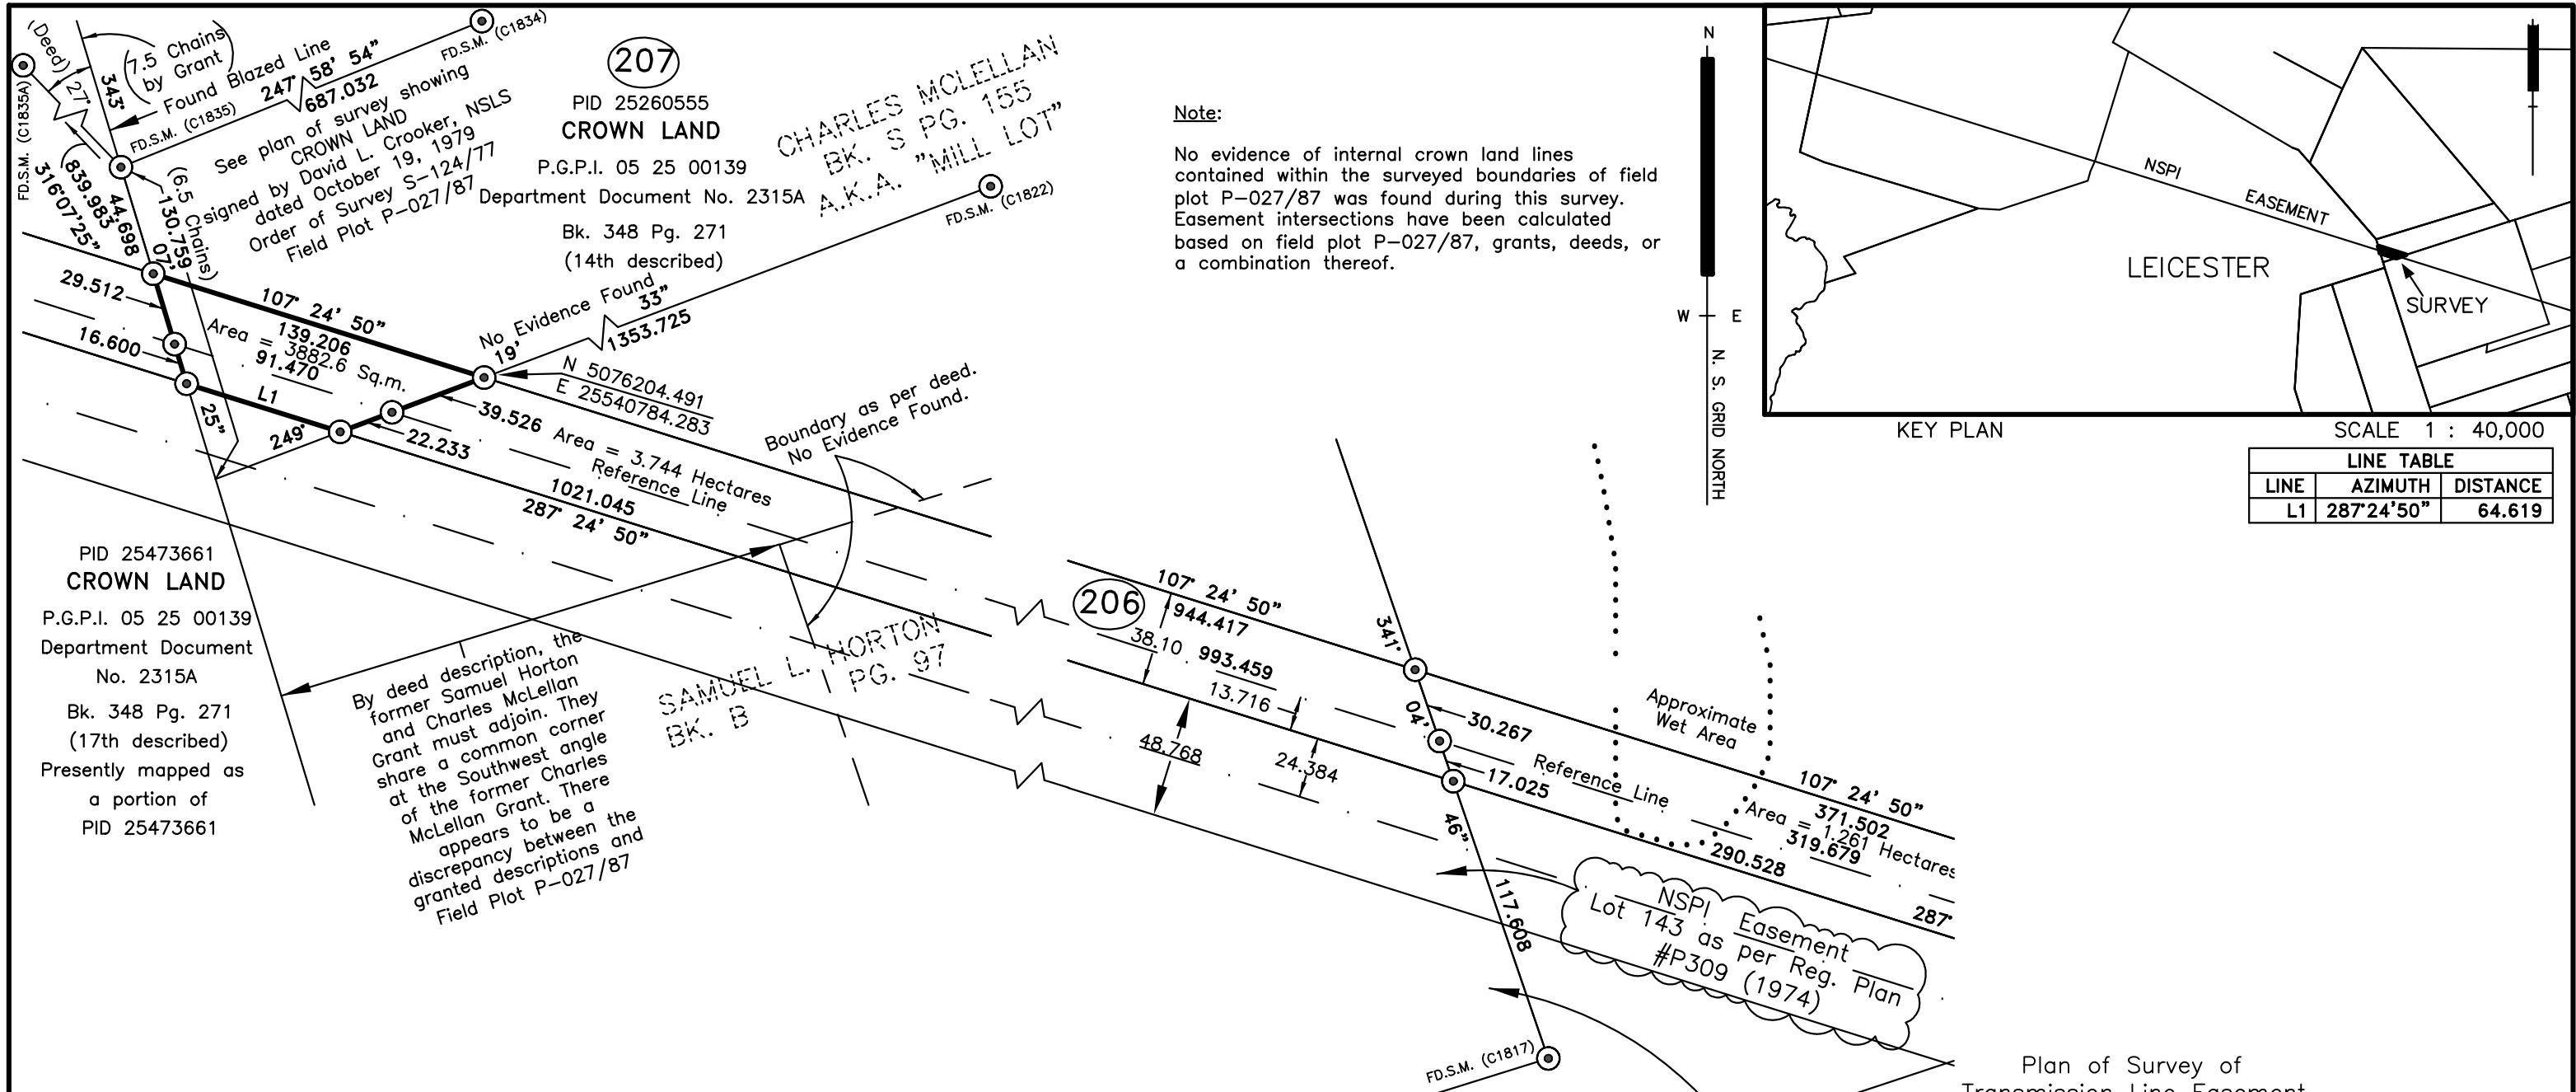 (Deed)
27°
343°
(7.5 Chains
by Grant)
Found Blazed Line
247° 58' 54"
687.032
FD.S.M. (C1834)
FD.S.M. (C1835)
FD.S.M. (C1835A)
839.983
316°07'25"
44.698
07'
130.759
(6.5 Chains)
See plan of survey showing
CROWN LAND
signed by David L. Crooker, NSLS
dated October 19, 1979
Order of Survey S-124/77
Field Plot P-027/87
207
PID 25260555
CROWN LAND
P.G.P.I. 05 25 00139
Department Document No. 2315A
Bk. 348 Pg. 271
(14th described)
CHARLES MCLELLAN
BK. S PG. 155
A.K.A. "MILL LOT"
FD.S.M. (C1822)
No Evidence Found
19'
33"
1353.725
29.512
16.600
107° 24' 50"
139.206
Area = 3882.6 Sq.m.
91.470
L1
25"
249°
N 5076204.491
E 25540784.283
39.526
22.233
Area = 3.744 Hectares
Reference Line
1021.045
287° 24' 50"
Boundary as per deed.
No Evidence Found.
PID 25473661
CROWN LAND
P.G.P.I. 05 25 00139
Department Document
No. 2315A
Bk. 348 Pg. 271
(17th described)
Presently mapped as
a portion of
PID 25473661
By deed description, the
former Samuel Horton
and Charles McLellan
Grant must adjoin. They
share a common corner
at the Southwest angle
of the former Charles
McLellan Grant. There
appears to be a
discrepancy between the
granted descriptions and
Field Plot P-027/87
SAMUEL L. HORTON
BK. B PG. 97
Note:
No evidence of internal crown land lines
contained within the surveyed boundaries of field
plot P-027/87 was found during this survey.
Easement intersections have been calculated
based on field plot P-027/87, grants, deeds, or
a combination thereof.
N
W E
N. S. GRID NORTH
NSPI EASEMENT
LEICESTER
SURVEY
KEY PLAN
SCALE 1 : 40,000
LINE TABLE
LINE AZIMUTH DISTANCE
L1 287°24'50" 64.619
206
107° 24' 50"
944.417
38.10
993.459
13.716
48.768
24.384
341°
04'
46"
30.267
17.025
117.608
Reference Line
Approximate
Wet Area
107° 24' 50"
371.502
Area = 1.261 Hectares
319.679
290.528
287°
NSPI Easement
Lot 143 as per Reg. Plan
#P309 (1974)
FD.S.M. (C1817)
Plan of Survey of
Transmission Line Easement